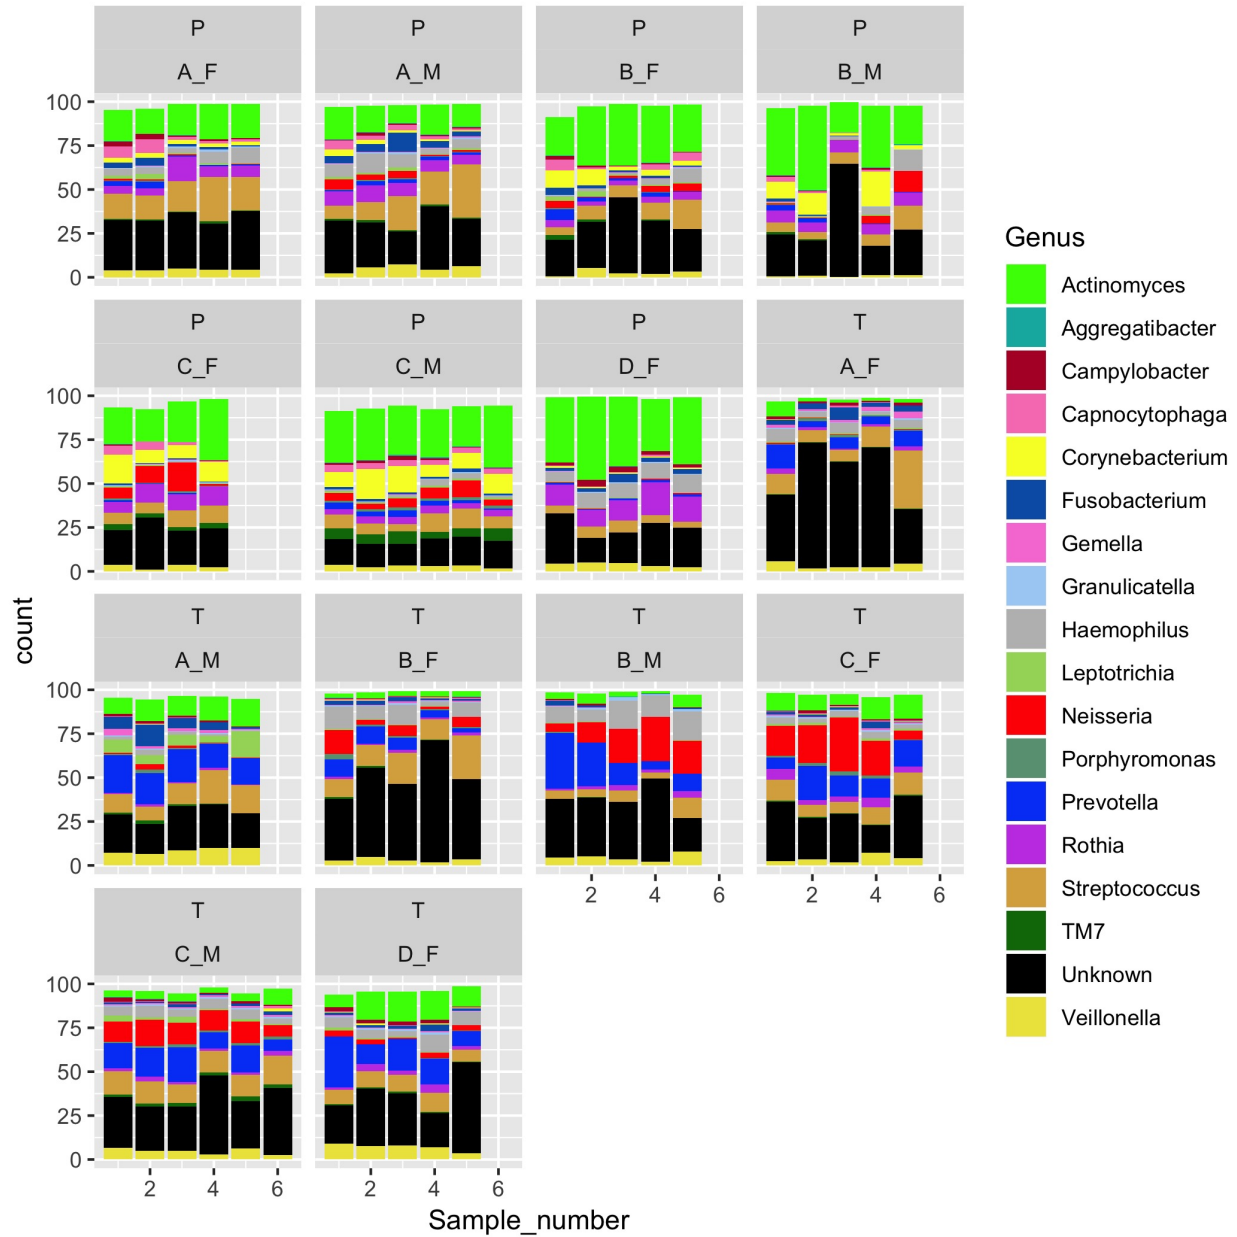 P P P P
A_F A_M B_F B_M
100
75
50
25
0
P P P T
C_F C_M D_F A_F
100
75
50
25
0
T T T T
A_M B_F B_M C_F
100
75
50
25
0
2 4 6 2 4 6
T T
C_M D_F
100
75
50
25
0
2 4 6 2 4 6
count
Sample_number
Genus
Actinomyces
Aggregatibacter
Campylobacter
Capnocytophaga
Corynebacterium
Fusobacterium
Gemella
Granulicatella
Haemophilus
Leptotrichia
Neisseria
Porphyromonas
Prevotella
Rothia
Streptococcus
TM7
Unknown
Veillonella